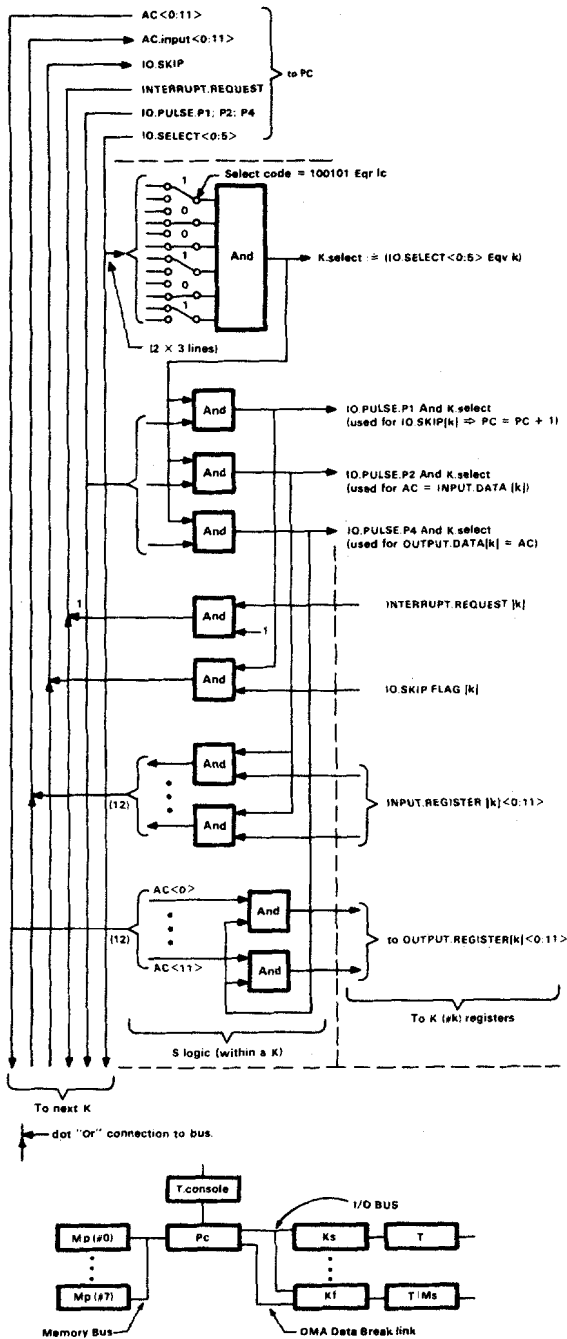 AC<0:11>
AC.input<0:11>
IO.SKIP
INTERRUPT.REQUEST
IO.PULSE.P1; P2; P4
IO.SELECT<0:5>
to PC
1
Select code = 100101 Eqr lc
0
1
0
1
And
K.select := (IO.SELECT<0:5> Eqv k)
(2 × 3 lines)
And
IO.PULSE.P1 And K.select
(used for IO.SKIP[k] ⇒ PC = PC + 1)
And
IO.PULSE.P2 And K.select
(used for AC = INPUT.DATA [k])
And
IO.PULSE.P4 And K.select
(used for OUTPUT.DATA[k] = AC)
1
And
INTERRUPT.REQUEST [k]
1
And
IO.SKIP FLAG [k]
And
(12)
And
INPUT.REGISTER [k]<0:11>
AC<0>
And
(12)
to OUTPUT.REGISTER[k]<0:11>
And
AC<11>
To K (#k) registers
S logic (within a K)
To next K
dot "Or" connection to bus.
T.console
I/O BUS
Mp (#0)
Pc
Ks
T
Mp (#7)
Kf
T|Ms
Memory Bus
DMA Data Break link